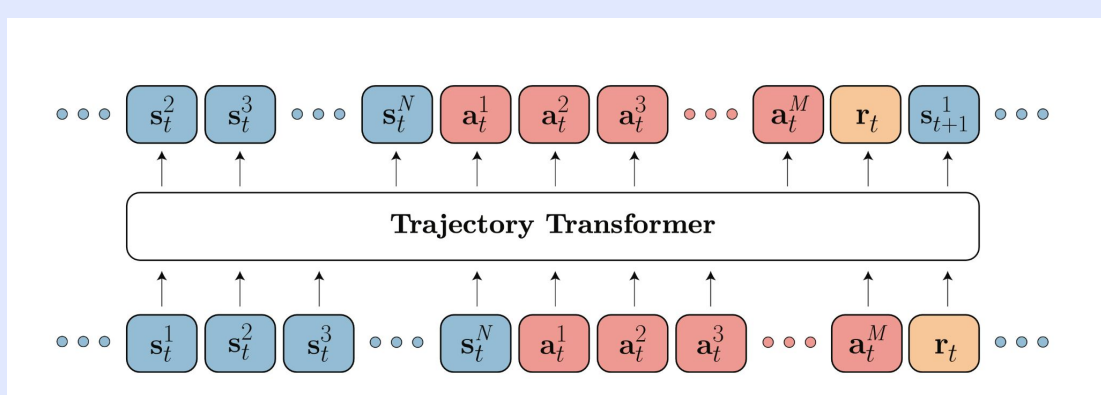 ••• s_t^2 s_t^3 ••• s_t^N a_t^1 a_t^2 a_t^3 ••• a_t^M r_t s_{t+1}^1 •••
Trajectory Transformer
••• s_t^1 s_t^2 s_t^3 ••• s_t^N a_t^1 a_t^2 a_t^3 ••• a_t^M r_t •••